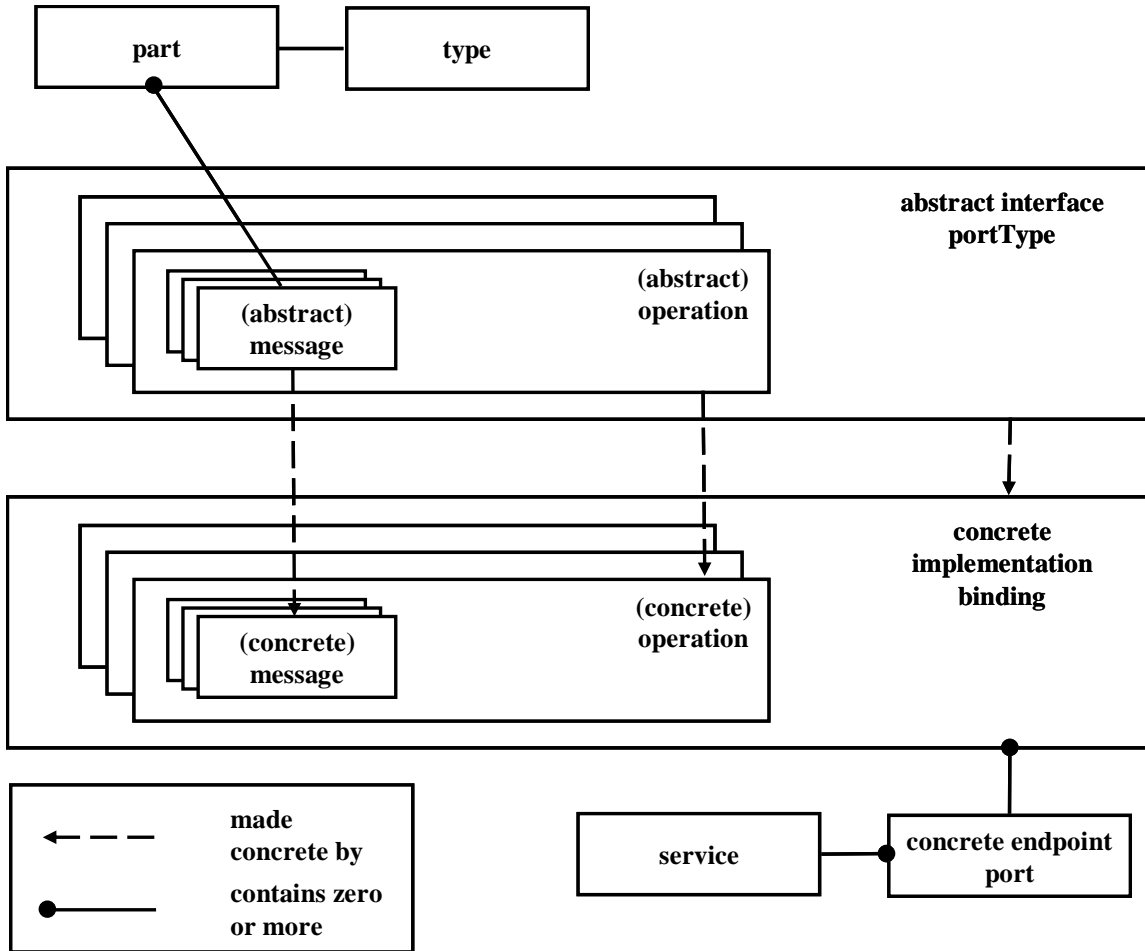 part
type
abstract interface
portType
(abstract)
operation
(abstract)
message
concrete
implementation
binding
(concrete)
operation
(concrete)
message
made
concrete by
contains zero
or more
service
concrete endpoint
port